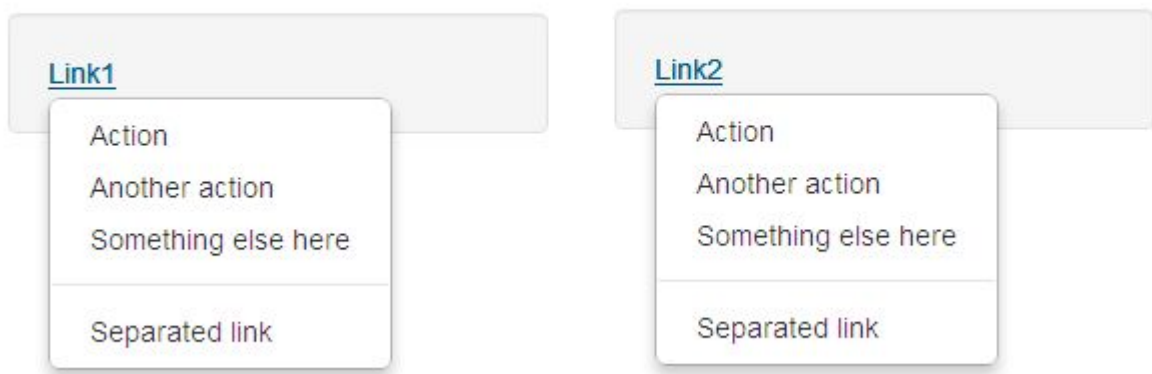 Link1
Action
Another action
Something else here
Separated link
Link2
Action
Another action
Something else here
Separated link